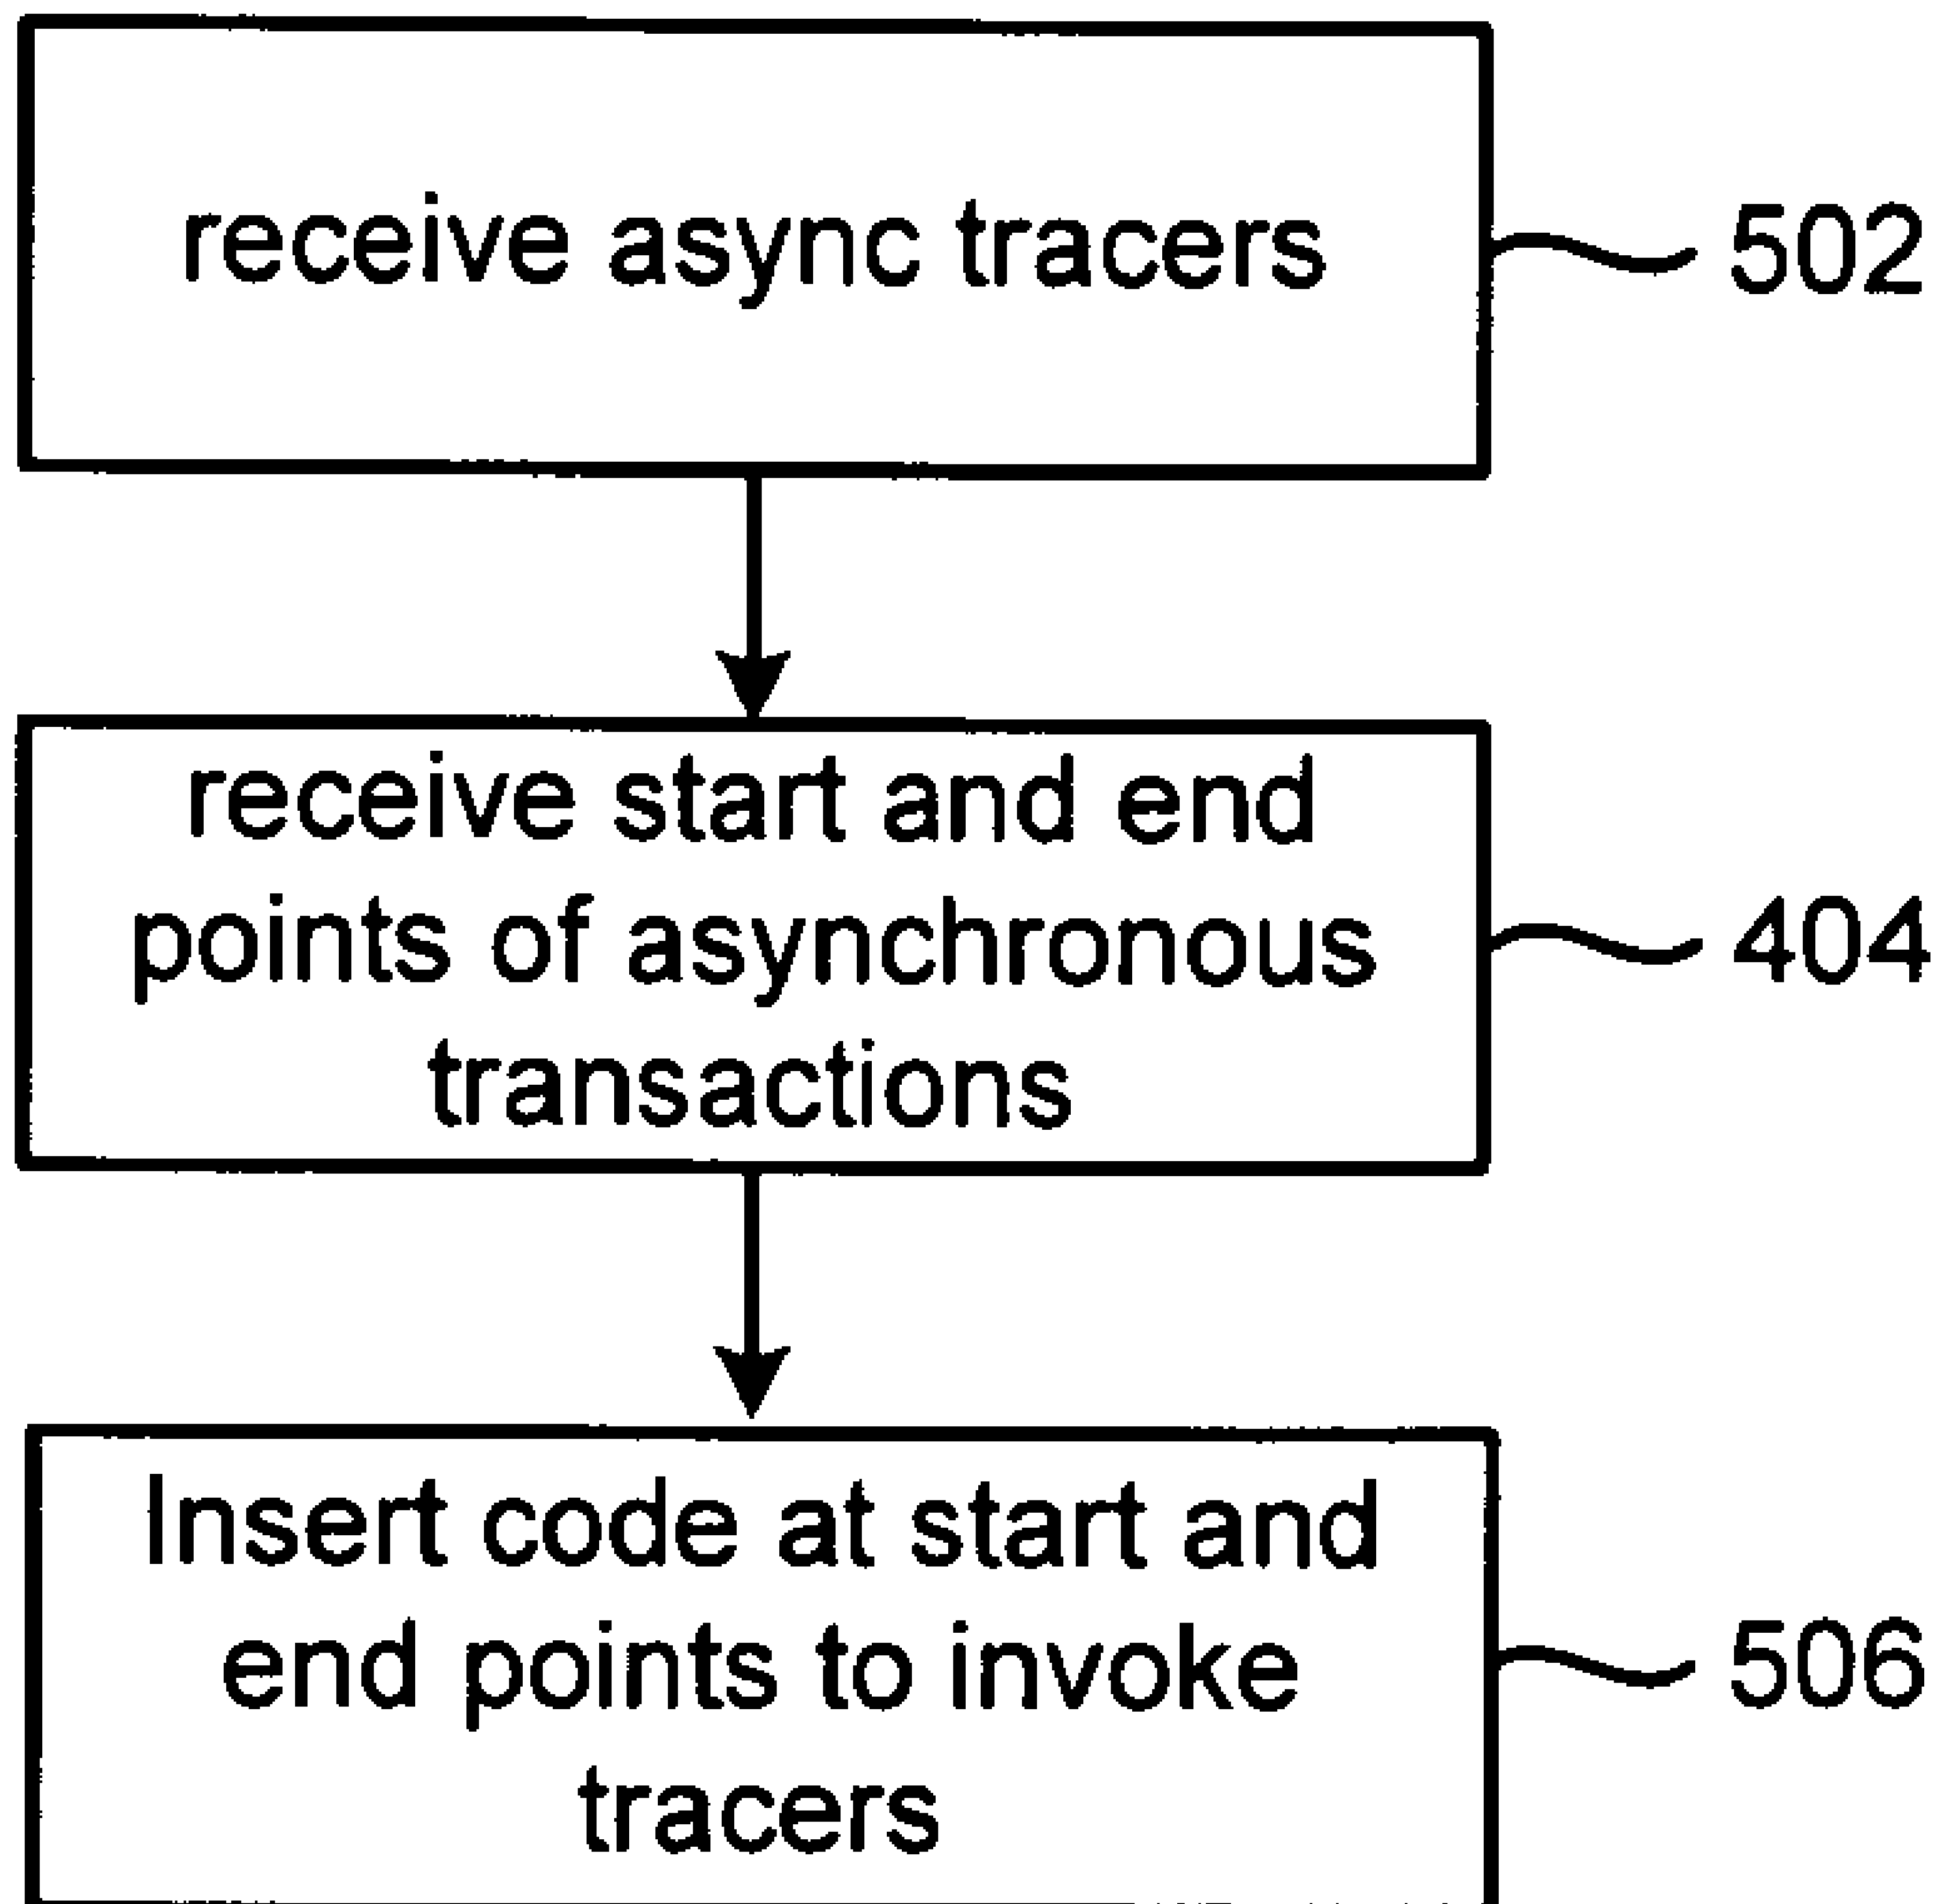 receive async tracers
502
receive start and end
points of asynchronous
transactions
404
Insert code at start and
end points to invoke
tracers
506